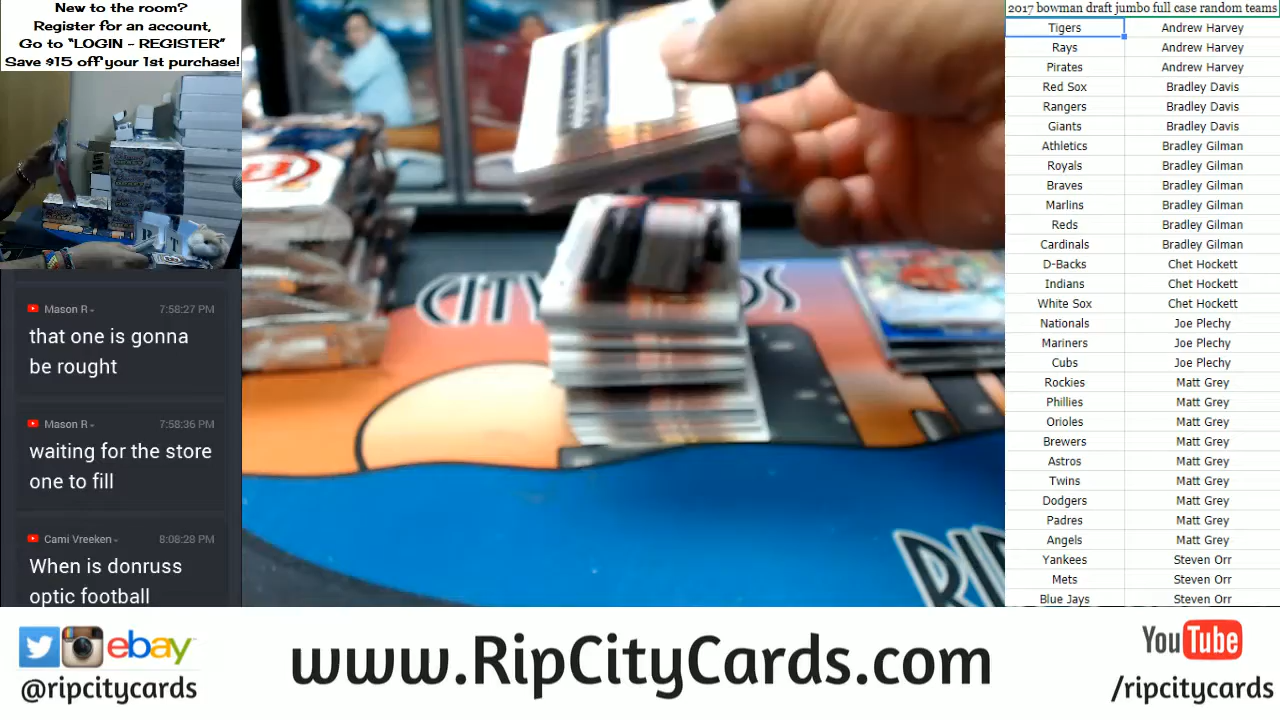 New to the room?
Register for an account,
Go to "LOGIN - REGISTER"
Save $15 off your 1st purchase!
Mason R 7:58:27 PM
that one is gonna
be rought
Mason R 7:58:36 PM
waiting for the store
one to fill
Cami Vreeken 8:08:28 PM
When is donruss
optic football
CITY
DS
RIP
2017 bowman draft jumbo full case random teams
Tigers Andrew Harvey
Rays Andrew Harvey
Pirates Andrew Harvey
Red Sox Bradley Davis
Rangers Bradley Davis
Giants Bradley Davis
Athletics Bradley Gilman
Royals Bradley Gilman
Braves Bradley Gilman
Marlins Bradley Gilman
Reds Bradley Gilman
Cardinals Bradley Gilman
D-Backs Chet Hockett
Indians Chet Hockett
White Sox Chet Hockett
Nationals Joe Plechy
Mariners Joe Plechy
Cubs Joe Plechy
Rockies Matt Grey
Phillies Matt Grey
Orioles Matt Grey
Brewers Matt Grey
Astros Matt Grey
Twins Matt Grey
Dodgers Matt Grey
Padres Matt Grey
Angels Matt Grey
Yankees Steven Orr
Mets Steven Orr
Blue Jays Steven Orr
ebay
@ripcitycards
www.RipCityCards.com
YouTube
/ripcitycards